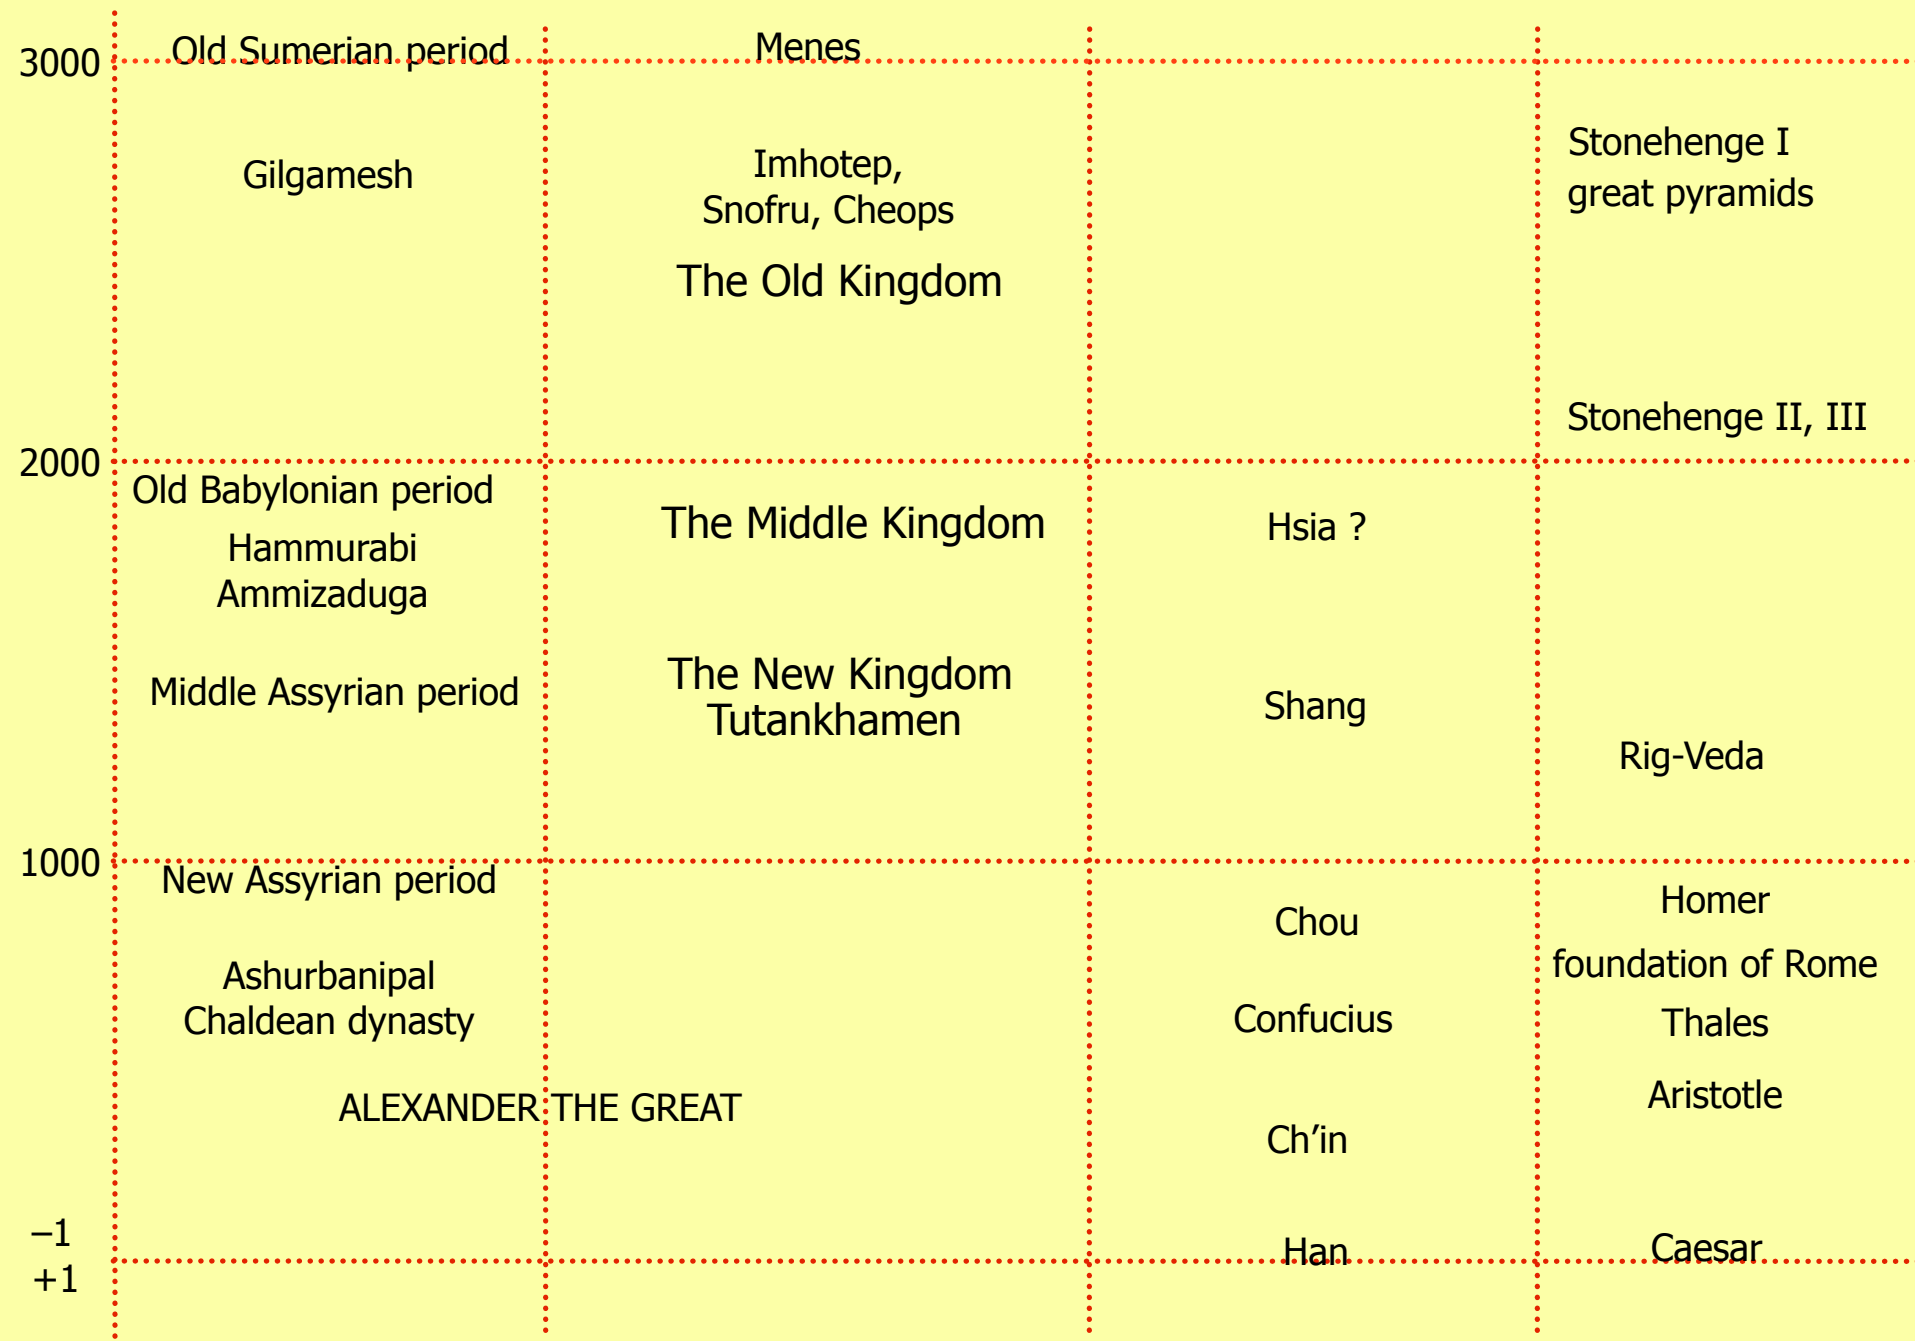 3000
Old Sumerian period
Menes
Gilgamesh
Imhotep,
Snofru, Cheops
The Old Kingdom
Stonehenge I
great pyramids
Stonehenge II, III
2000
Old Babylonian period
Hammurabi
Ammizaduga
The Middle Kingdom
Hsia ?
Middle Assyrian period
The New Kingdom
Tutankhamen
Shang
Rig-Veda
1000
New Assyrian period
Chou
Homer
foundation of Rome
Ashurbanipal
Chaldean dynasty
Confucius
Thales
ALEXANDER THE GREAT
Aristotle
Ch’in
–1
+1
Han
Caesar